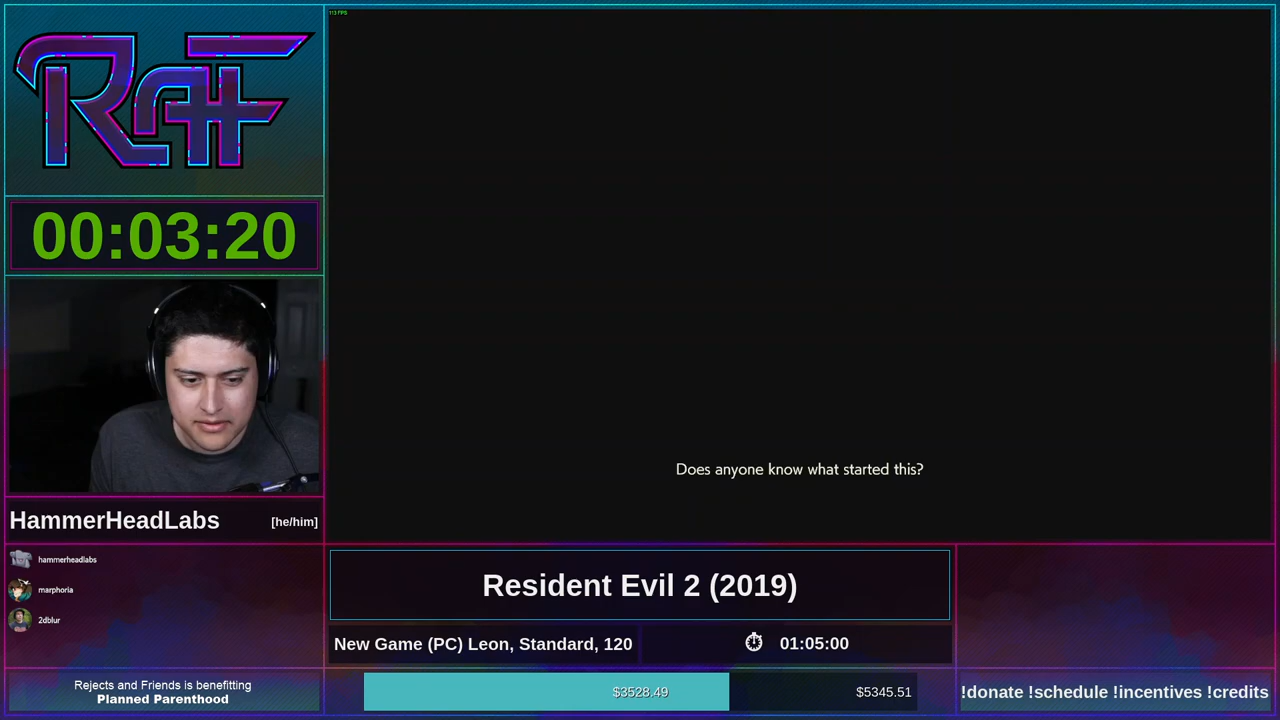 113 FPS
RAF
00:03:20
Does anyone know what started this?
HammerHeadLabs
[he/him]
hammerheadlabs
marphoria
2dblur
Resident Evil 2 (2019)
New Game (PC) Leon, Standard, 120
01:05:00
Rejects and Friends is benefitting
Planned Parenthood
$3528.49
$5345.51
!donate !schedule !incentives !credits